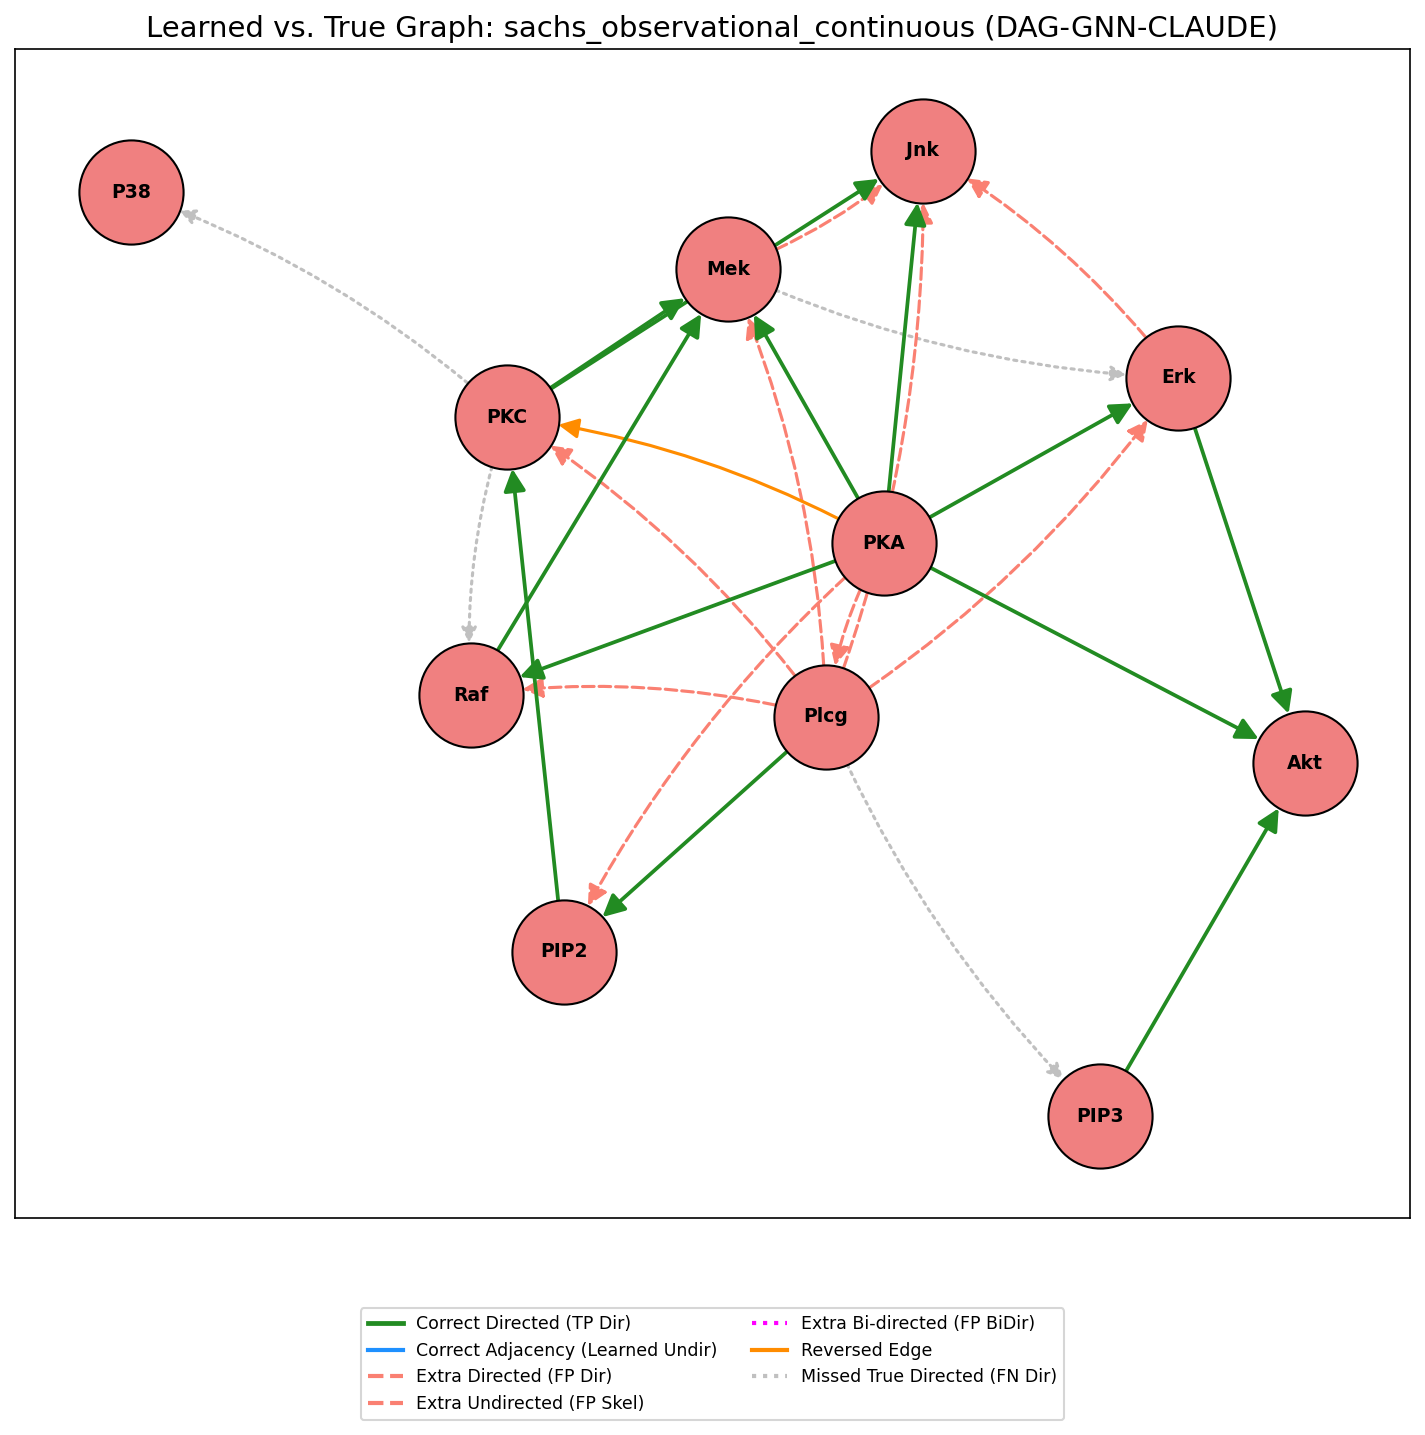 Learned vs. True Graph: sachs_observational_continuous (DAG-GNN-CLAUDE)
Jnk
P38
Mek
Erk
PKC
PKA
Raf
Plcg
Akt
PIP2
PIP3
Correct Directed (TP Dir)
Correct Adjacency (Learned Undir)
Extra Directed (FP Dir)
Extra Undirected (FP Skel)
Extra Bi-directed (FP BiDir)
Reversed Edge
Missed True Directed (FN Dir)